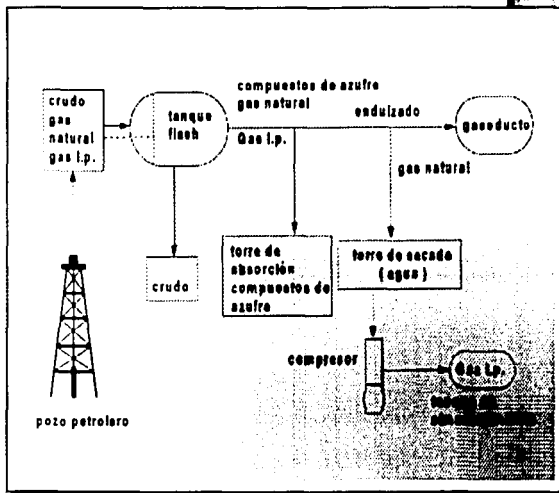 crudo
gas
natural
gas l.p.
tanque
flash
compuestos de azufre
gas natural
Gas l.p.
endulzado
gasoducto
gas natural
crudo
torre de
absorción
compuestos de
azufre
torre de secado
( agua )
compresor
Gas l.p.
pozo petrolero